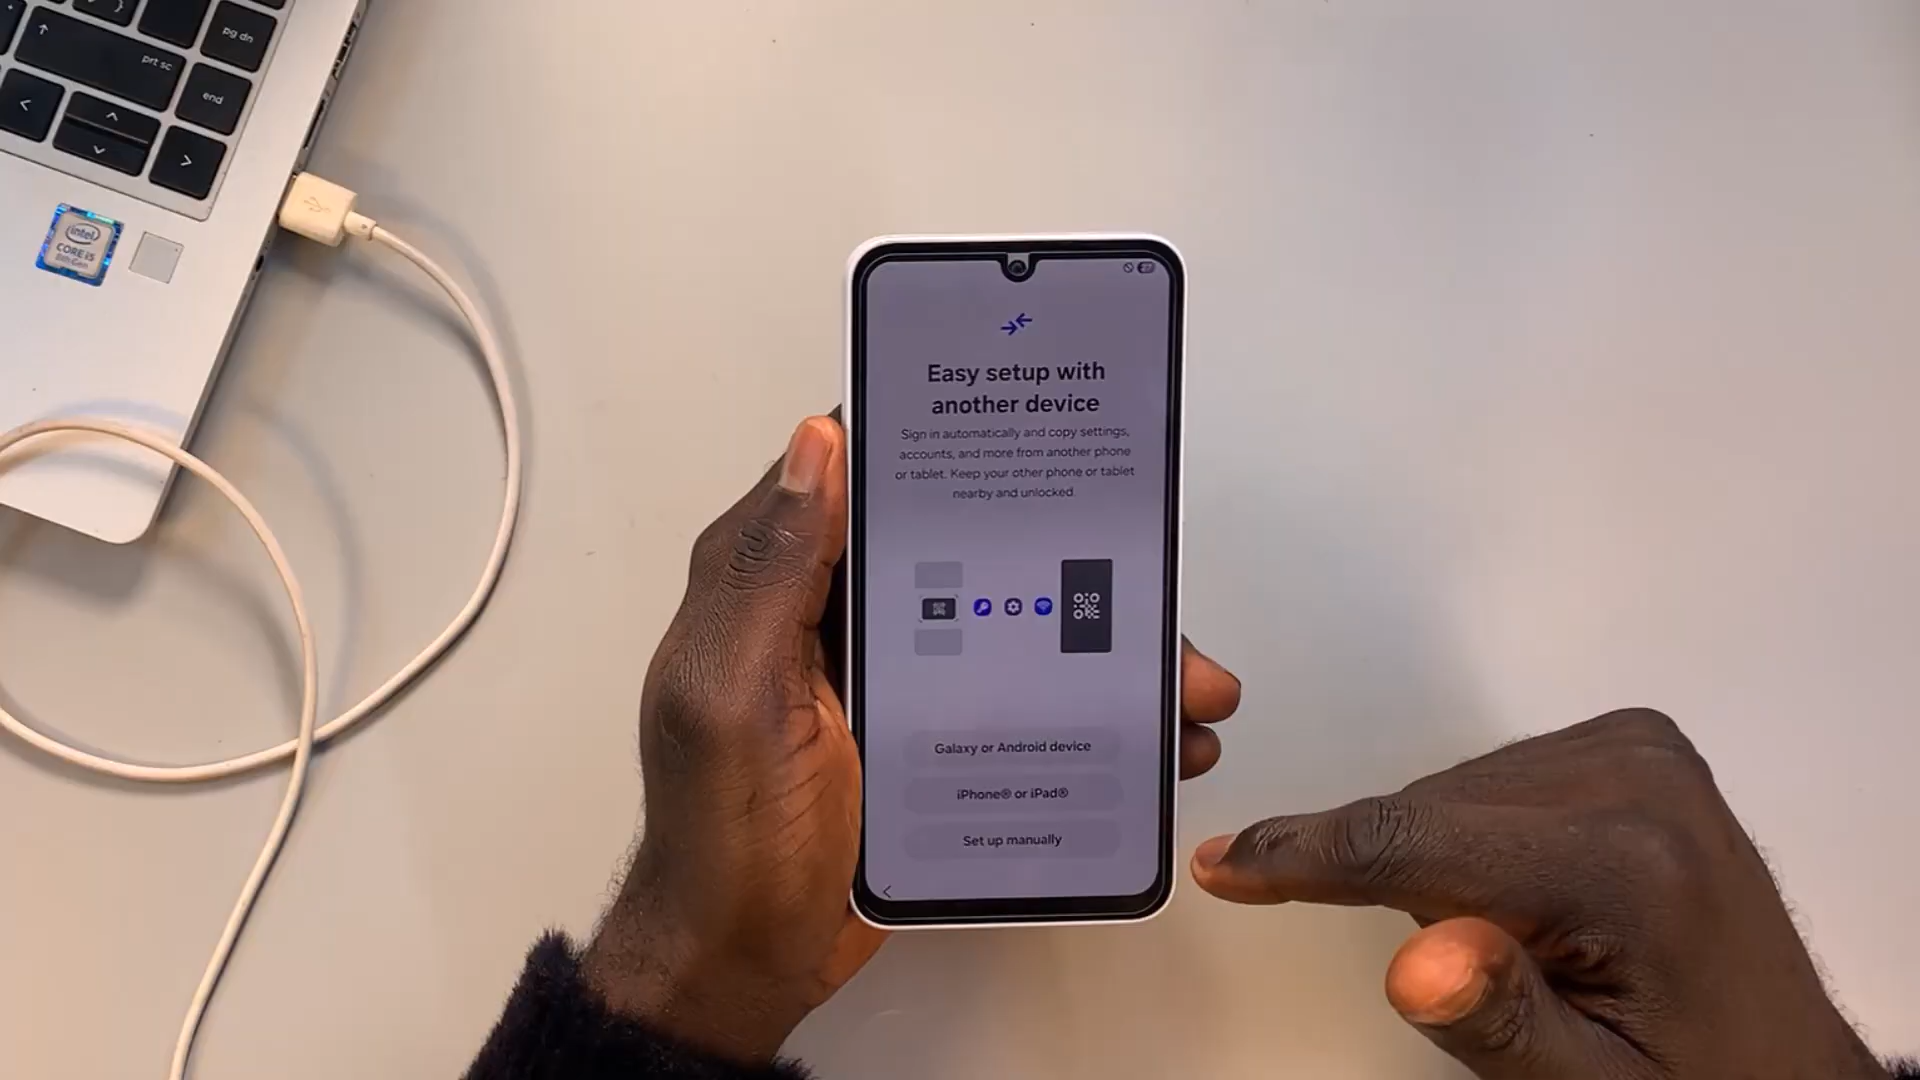 pg dn
prt sc
end
intel
CORE i5
8th Gen
Easy setup with
another device
Sign in automatically and copy settings,
accounts, and more from another phone
or tablet. Keep your other phone or tablet
nearby and unlocked.
Galaxy or Android device
iPhone® or iPad®
Set up manually